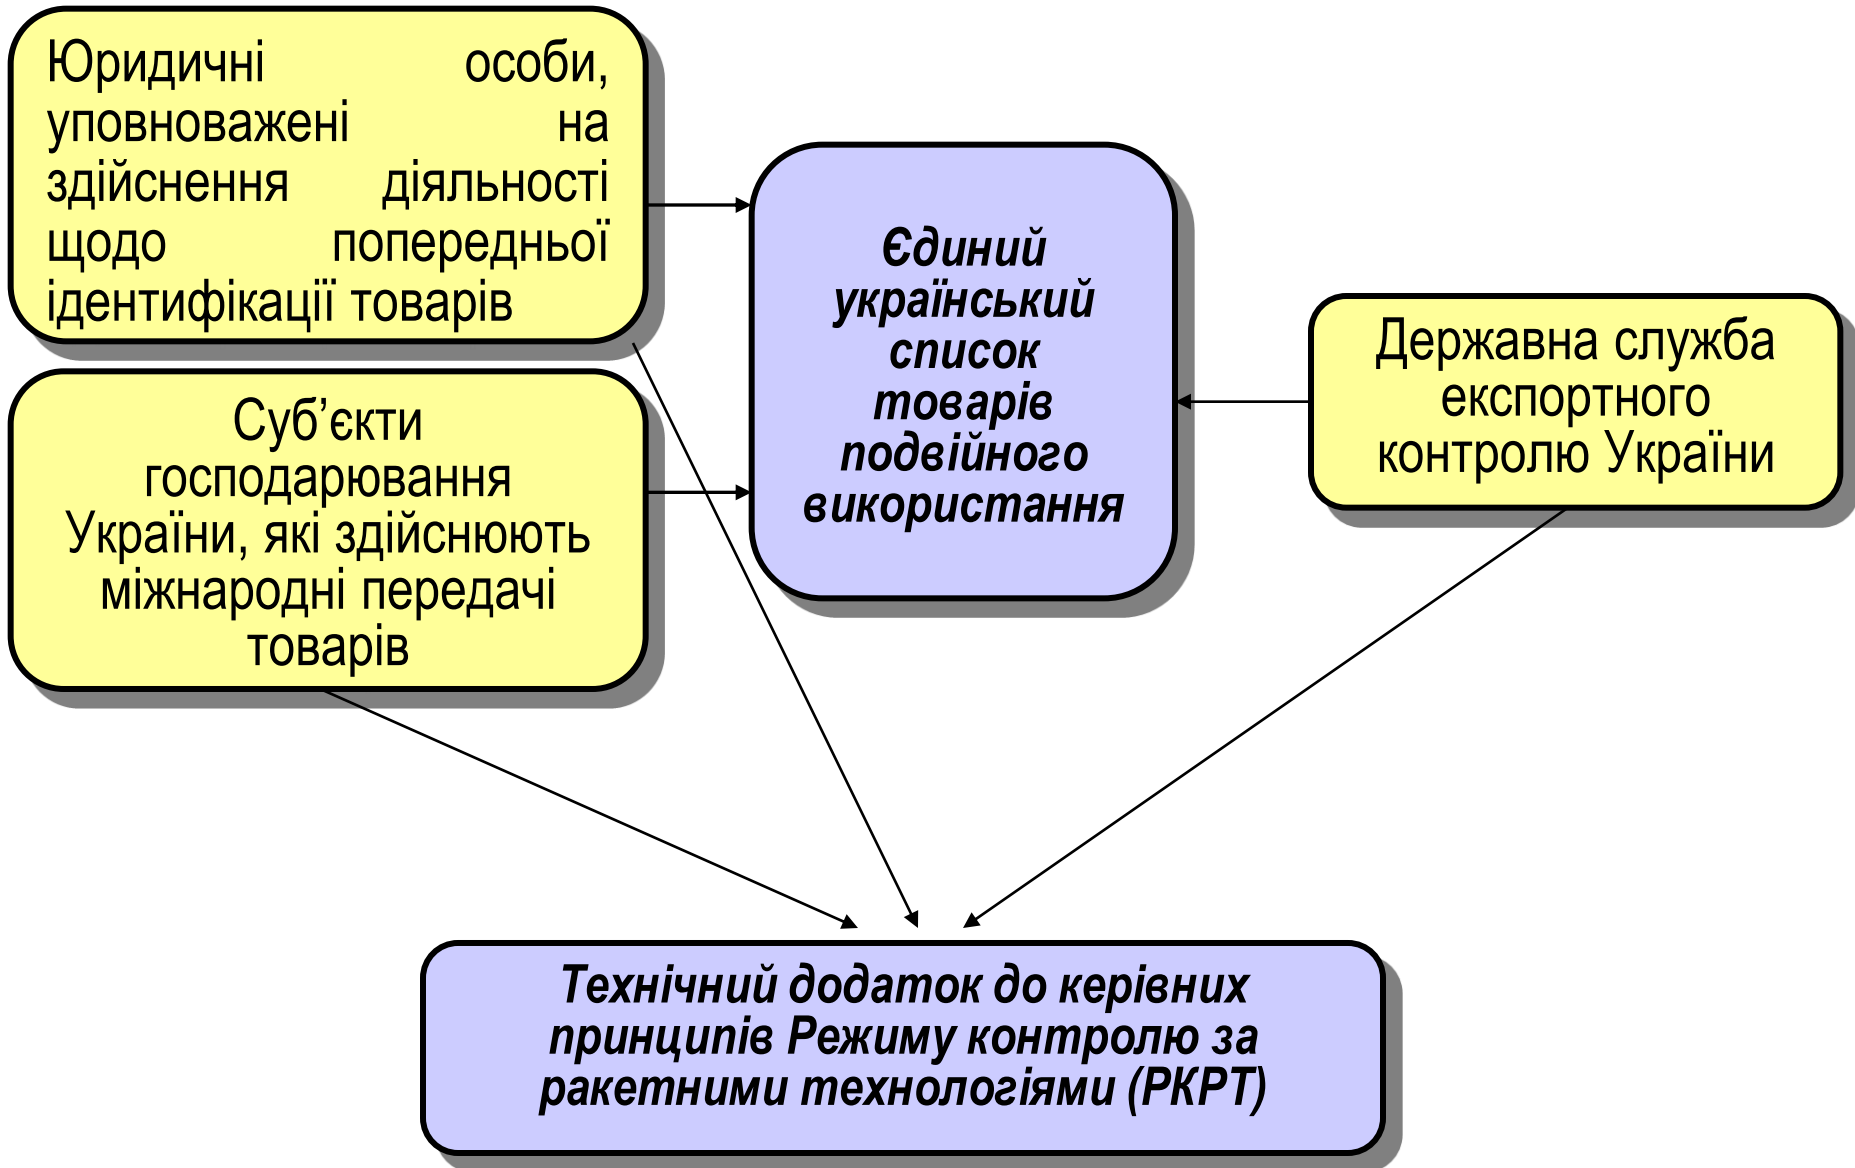 Юридичні особи,
уповноважені на
здійснення діяльності
щодо попередньої
ідентифікації товарів
Суб’єкти
господарювання
України, які здійснюють
міжнародні передачі
товарів
Єдиний
український
список
товарів
подвійного
використання
Державна служба
експортного
контролю України
Технічний додаток до керівних
принципів Режиму контролю за
ракетними технологіями (РКРТ)